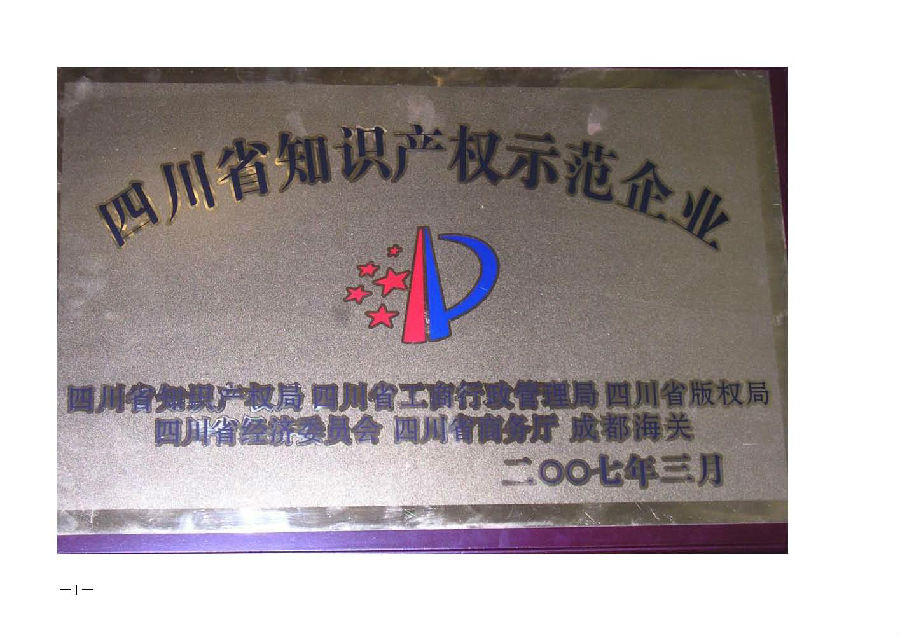 四川省知识产权示范企业
四川省知识产权局 四川省工商行政管理局 四川省版权局
四川省经济委员会 四川省商务厅 成都海关
二〇〇七年三月
—1—